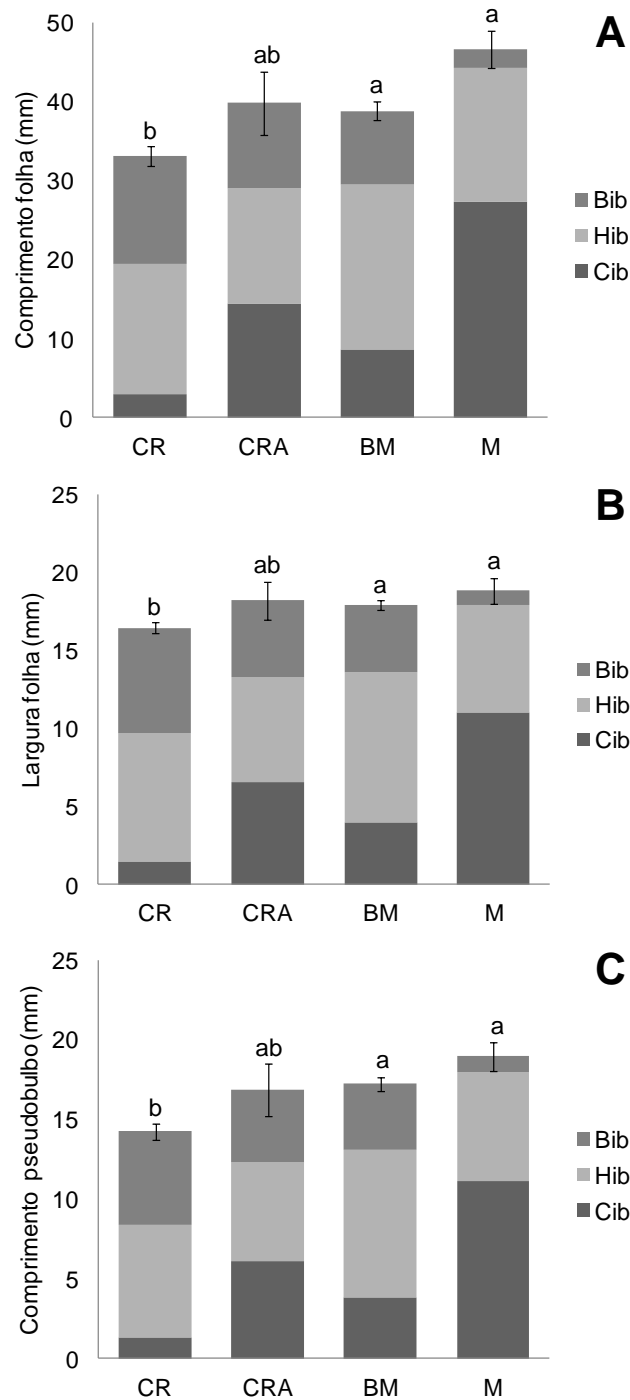 A
50
40
30
20
10
0
Comprimento folha (mm)
b
ab
a
a
CR CRA BM M
Bib
Hib
Cib
B
25
20
15
10
5
0
Largura folha (mm)
b
ab
a
a
CR CRA BM M
Bib
Hib
Cib
C
25
20
15
10
5
0
Comprimento pseudobulbo (mm)
b
ab
a
a
CR CRA BM M
Bib
Hib
Cib